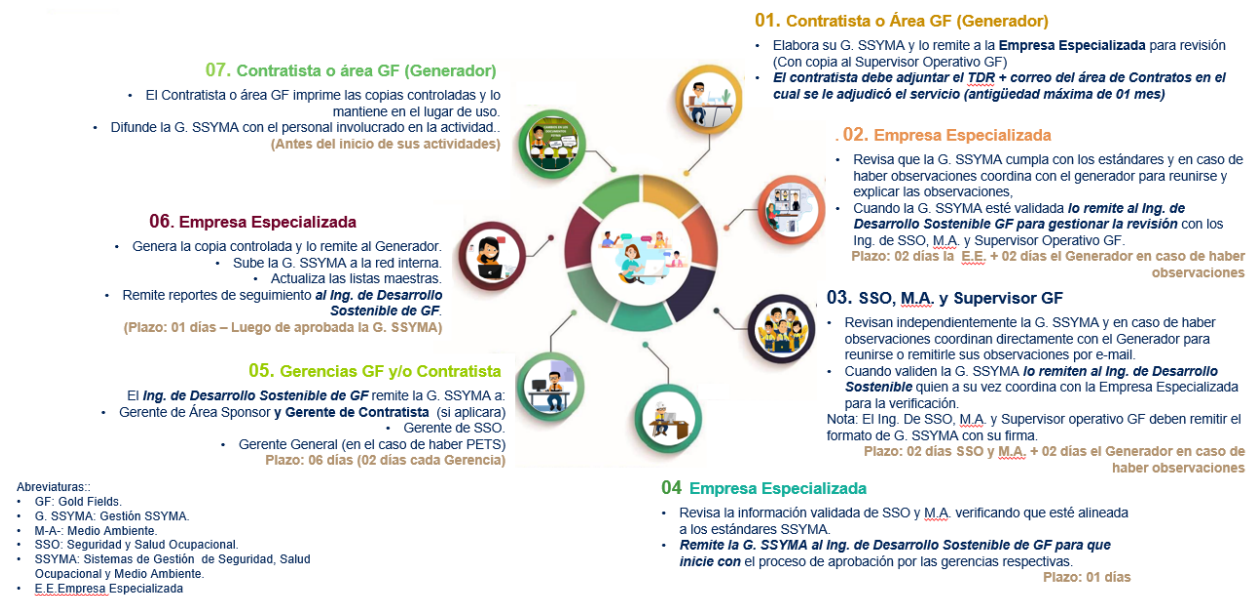 01. Contratista o Área GF (Generador)
• Elabora su G. SSYMA y lo remite a la Empresa Especializada para revisión
(Con copia al Supervisor Operativo GF)
• El contratista debe adjuntar el TDR + correo del área de Contratos en el
cual se le adjudicó el servicio (antigüedad máxima de 01 mes)
. 02. Empresa Especializada
• Revisa que la G. SSYMA cumpla con los estándares y en caso de
haber observaciones coordina con el generador para reunirse y
explicar las observaciones,
• Cuando la G. SSYMA esté validada lo remite al Ing. de
Desarrollo Sostenible GF para gestionar la revisión con los
Ing. de SSO, M.A. y Supervisor Operativo GF.
Plazo: 02 días la E.E. + 02 días el Generador en caso de haber
observaciones
03. SSO, M.A. y Supervisor GF
• Revisan independientemente la G. SSYMA y en caso de haber
observaciones coordinan directamente con el Generador para
reunirse o remitirle sus observaciones por e-mail.
• Cuando validen la G. SSYMA lo remiten al Ing. de Desarrollo
Sostenible quien a su vez coordina con la Empresa Especializada
para la verificación.
Nota: El Ing. De SSO, M.A. y Supervisor operativo GF deben remitir el
formato de G. SSYMA con su firma.
Plazo: 02 días SSO y M.A. + 02 días el Generador en caso de
haber observaciones
04 Empresa Especializada
• Revisa la información validada de SSO y M.A. verificando que esté alineada
a los estándares SSYMA.
• Remite la G. SSYMA al Ing. de Desarrollo Sostenible de GF para que
inicie con el proceso de aprobación por las gerencias respectivas.
Plazo: 01 días
05. Gerencias GF y/o Contratista
El Ing. de Desarrollo Sostenible de GF remite la G. SSYMA a:
• Gerente de Área Sponsor y Gerente de Contratista (si aplicara)
• Gerente de SSO.
• Gerente General (en el caso de haber PETS)
Plazo: 06 días (02 días cada Gerencia)
06. Empresa Especializada
• Genera la copia controlada y lo remite al Generador.
• Sube la G. SSYMA a la red interna.
• Actualiza las listas maestras.
• Remite reportes de seguimiento al Ing. de Desarrollo
Sostenible de GF.
(Plazo: 01 días – Luego de aprobada la G. SSYMA)
07. Contratista o área GF (Generador)
• El Contratista o área GF imprime las copias controladas y lo
mantiene en el lugar de uso.
• Difunde la G. SSYMA con el personal involucrado en la actividad..
(Antes del inicio de sus actividades)
Abreviaturas::
• GF: Gold Fields.
• G. SSYMA: Gestión SSYMA.
• M-A-: Medio Ambiente.
• SSO: Seguridad y Salud Ocupacional.
• SSYMA: Sistemas de Gestión de Seguridad, Salud
Ocupacional y Medio Ambiente.
• E.E.Empresa Especializada